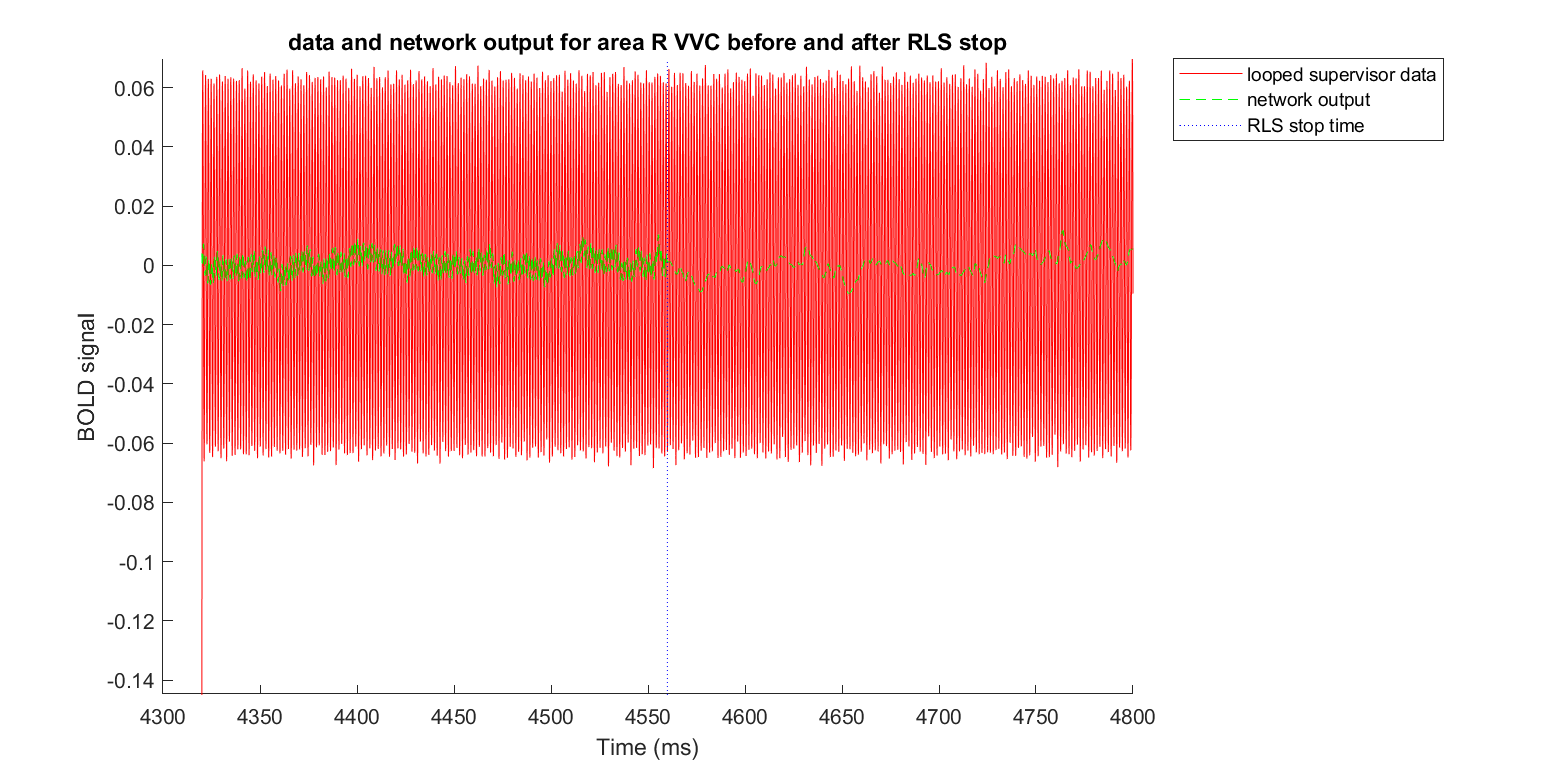 data and network output for area R VVC before and after RLS stop
looped supervisor data
network output
RLS stop time
BOLD signal
0.06
0.04
0.02
0
-0.02
-0.04
-0.06
-0.08
-0.1
-0.12
-0.14
4300 4350 4400 4450 4500 4550 4600 4650 4700 4750 4800
Time (ms)